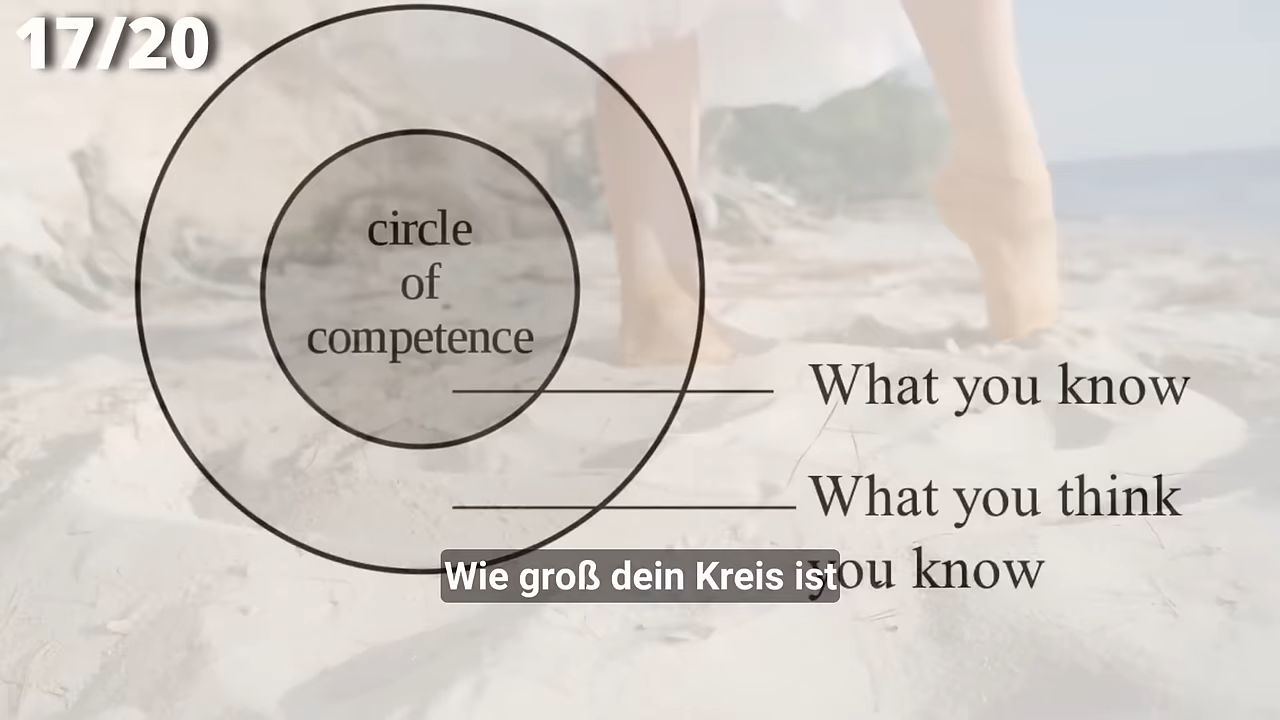 17/20
circle
of
competence
What you know
What you think
you know
Wie groß dein Kreis ist